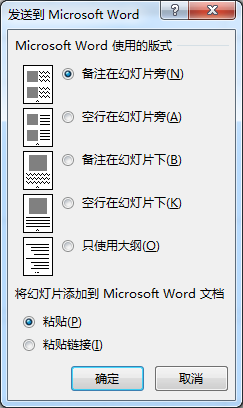 发送到 Microsoft Word
Microsoft Word 使用的版式
备注在幻灯片旁(N)
空行在幻灯片旁(A)
备注在幻灯片下(B)
空行在幻灯片下(K)
只使用大纲(O)
将幻灯片添加到 Microsoft Word 文档
粘贴(P)
粘贴链接(I)
确定
取消